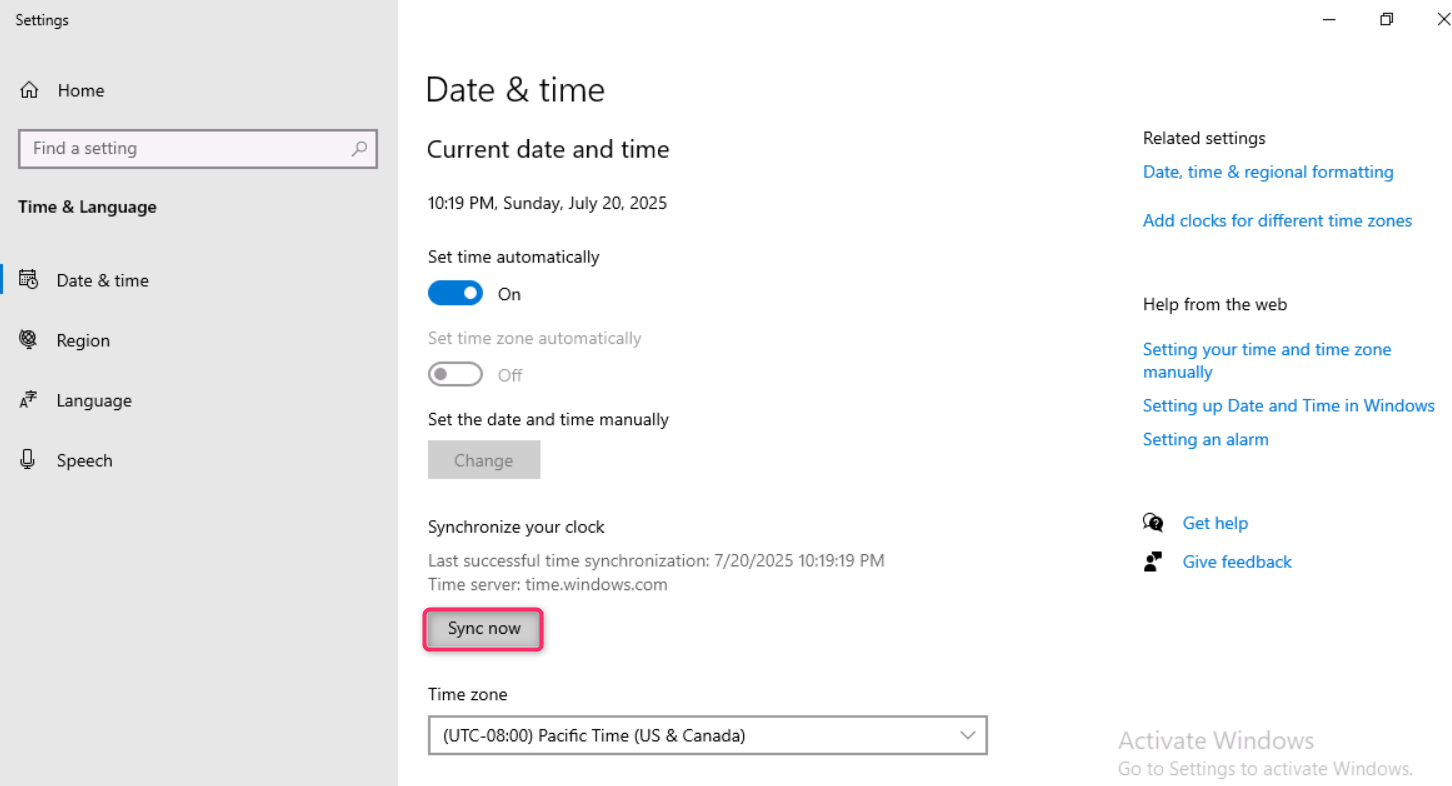 Settings
Home
Find a setting
Time & Language
Date & time
Region
Language
Speech
Date & time
Current date and time
10:19 PM, Sunday, July 20, 2025
Set time automatically
On
Set time zone automatically
Off
Set the date and time manually
Change
Synchronize your clock
Last successful time synchronization: 7/20/2025 10:19:19 PM
Time server: time.windows.com
Sync now
Time zone
(UTC-08:00) Pacific Time (US & Canada)
Related settings
Date, time & regional formatting
Add clocks for different time zones
Help from the web
Setting your time and time zone
manually
Setting up Date and Time in Windows
Setting an alarm
Get help
Give feedback
Activate Windows
Go to Settings to activate Windows.